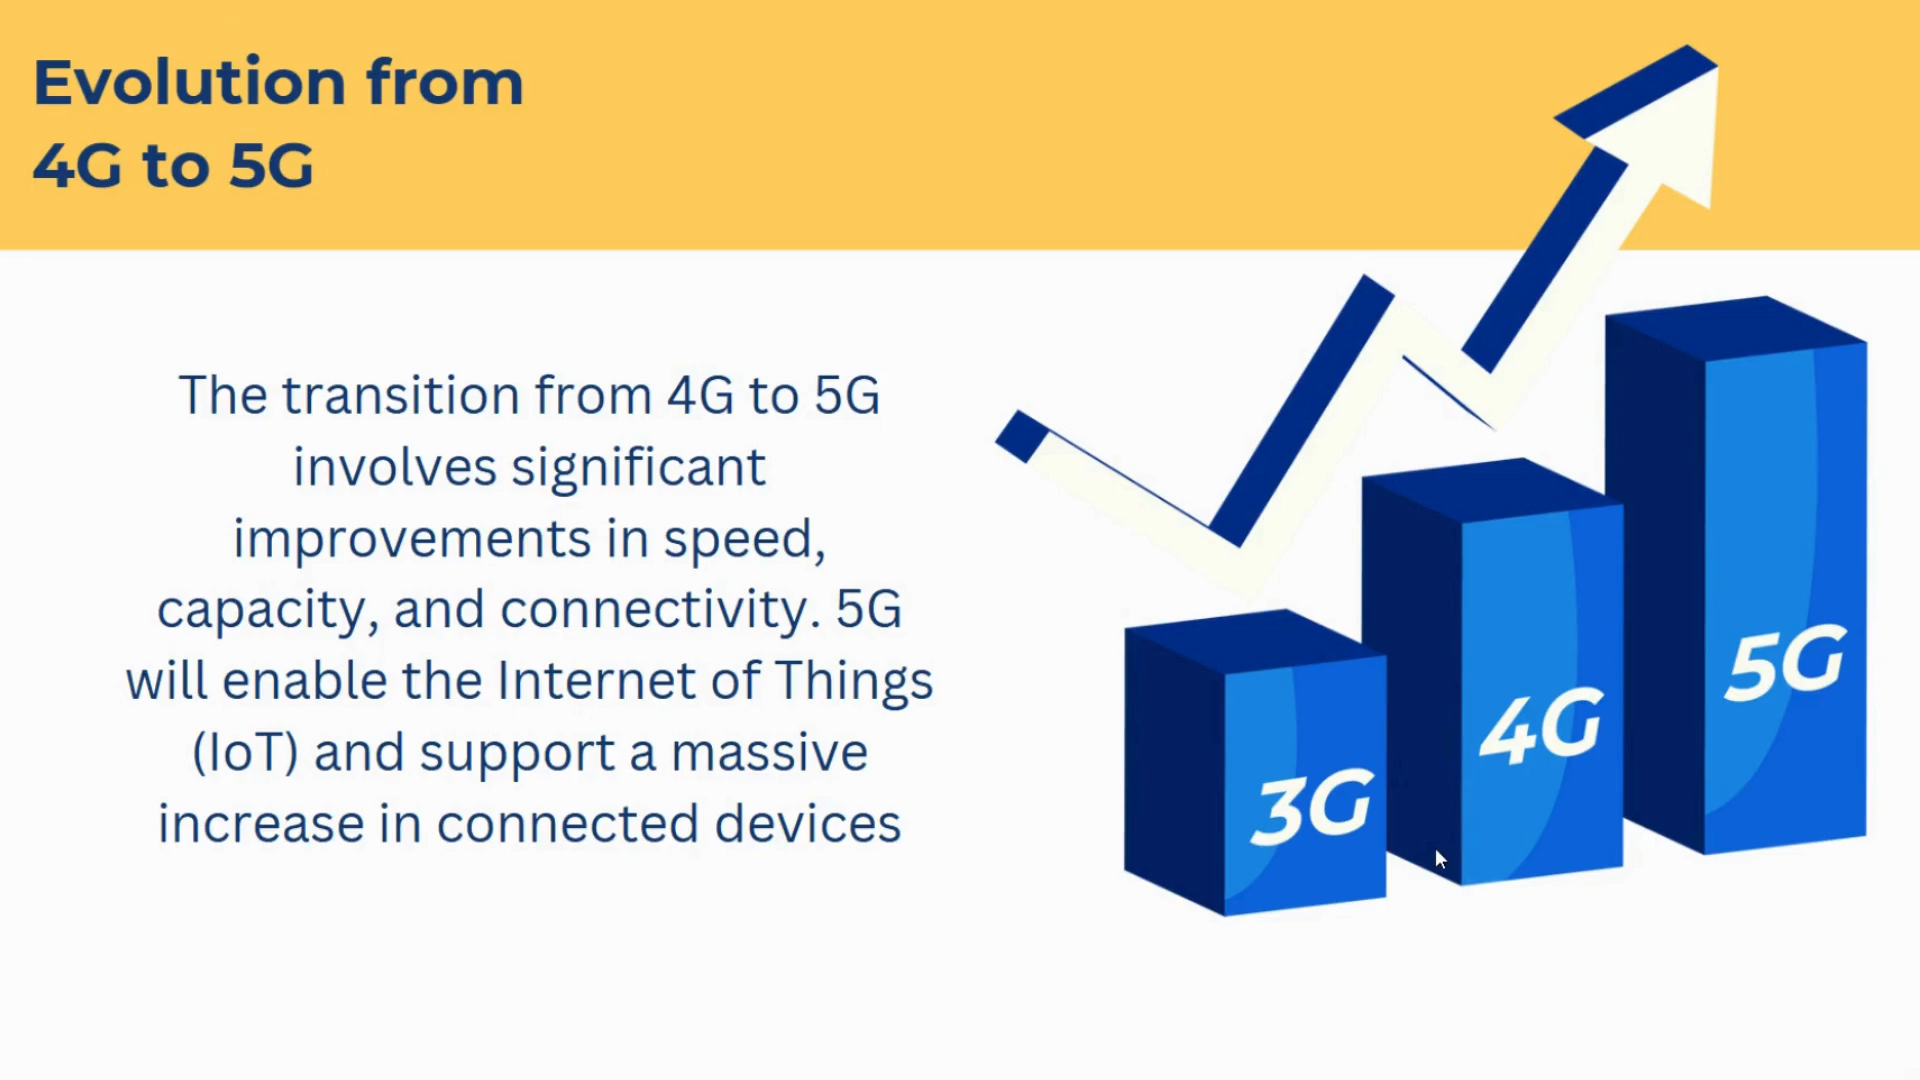 Evolution from
4G to 5G
The transition from 4G to 5G
involves significant
improvements in speed,
capacity, and connectivity. 5G
will enable the Internet of Things
(IoT) and support a massive
increase in connected devices
3G
4G
5G